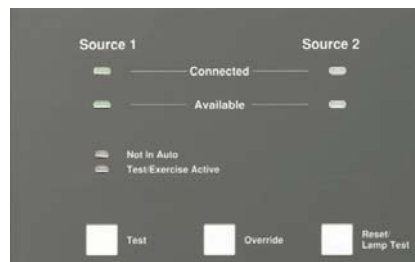 Source 1 Source 2
Connected
Available
Not In Auto
Test/Exercise Active
Test
Override
Reset/
Lamp Test